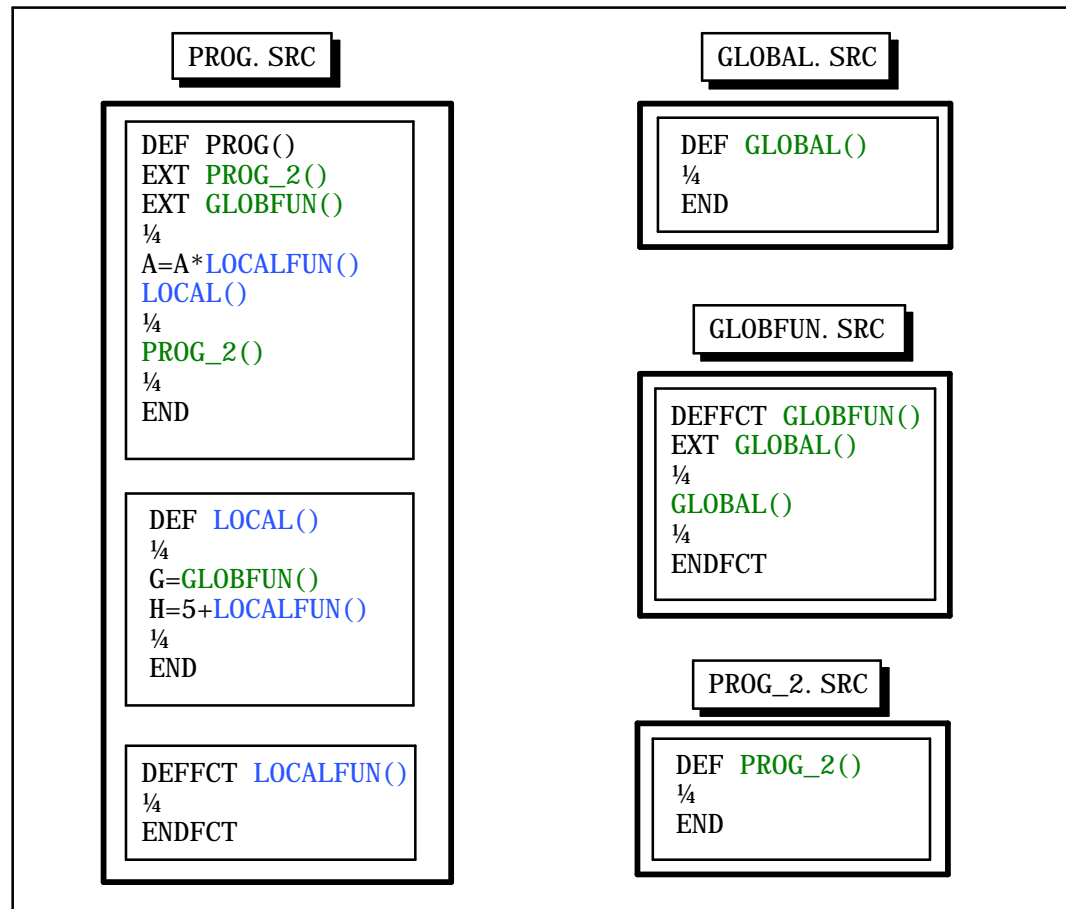 PROG. SRC
DEF PROG()
EXT PROG_2()
EXT GLOBFUN()
¼
A=A*LOCALFUN()
LOCAL()
¼
PROG_2()
¼
END
DEF LOCAL()
¼
G=GLOBFUN()
H=5+LOCALFUN()
¼
END
DEFFCT LOCALFUN()
¼
ENDFCT
GLOBAL. SRC
DEF GLOBAL()
¼
END
GLOBFUN. SRC
DEFFCT GLOBFUN()
EXT GLOBAL()
¼
GLOBAL()
¼
ENDFCT
PROG_2. SRC
DEF PROG_2()
¼
END